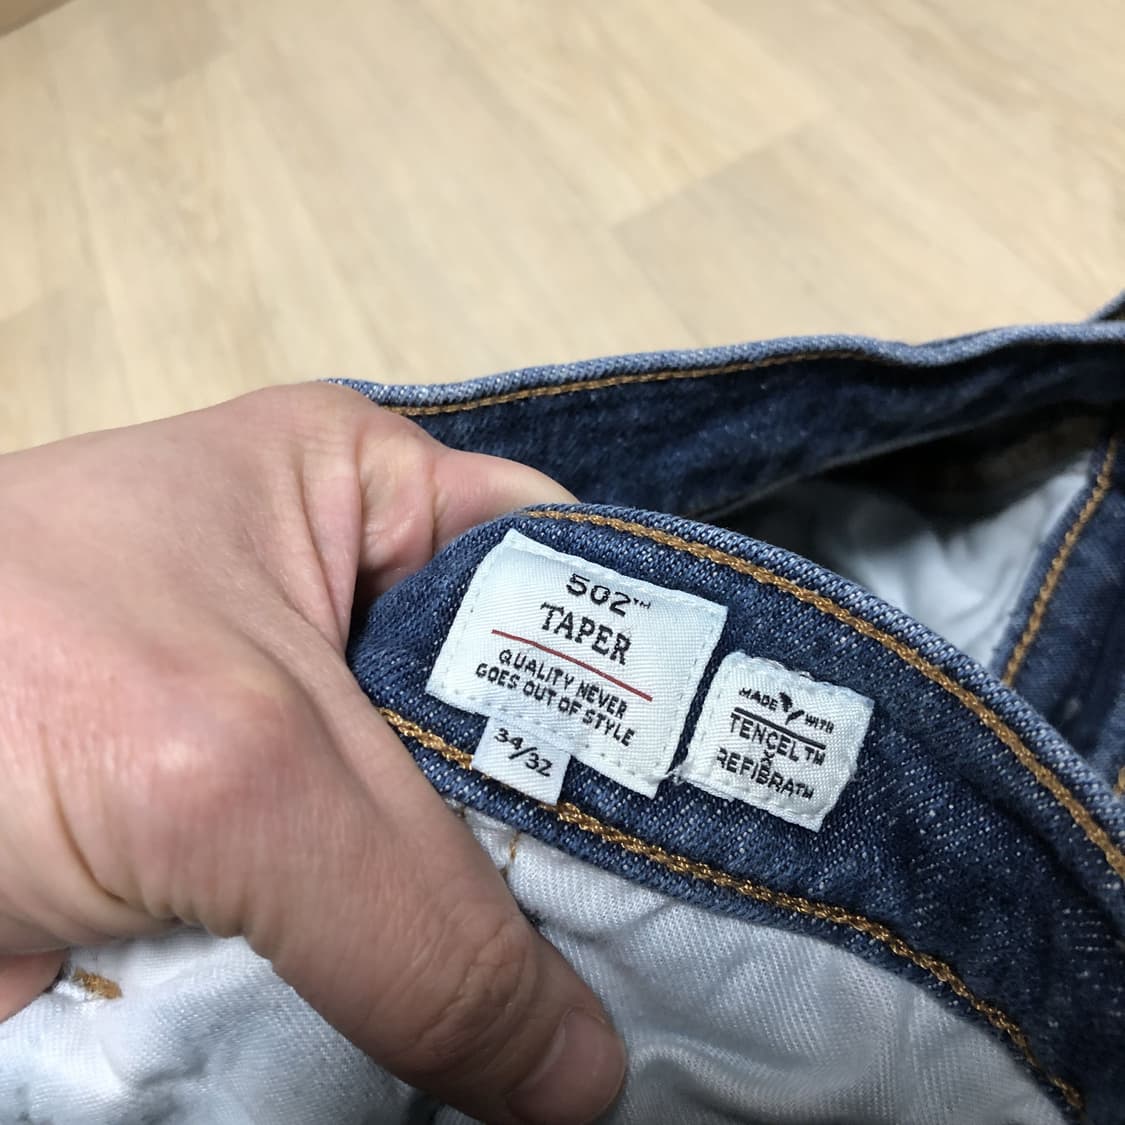 502™
TAPER
QUALITY NEVER
GOES OUT OF STYLE
34/32
MADE WITH
TENCEL™
X
REFIBRA™